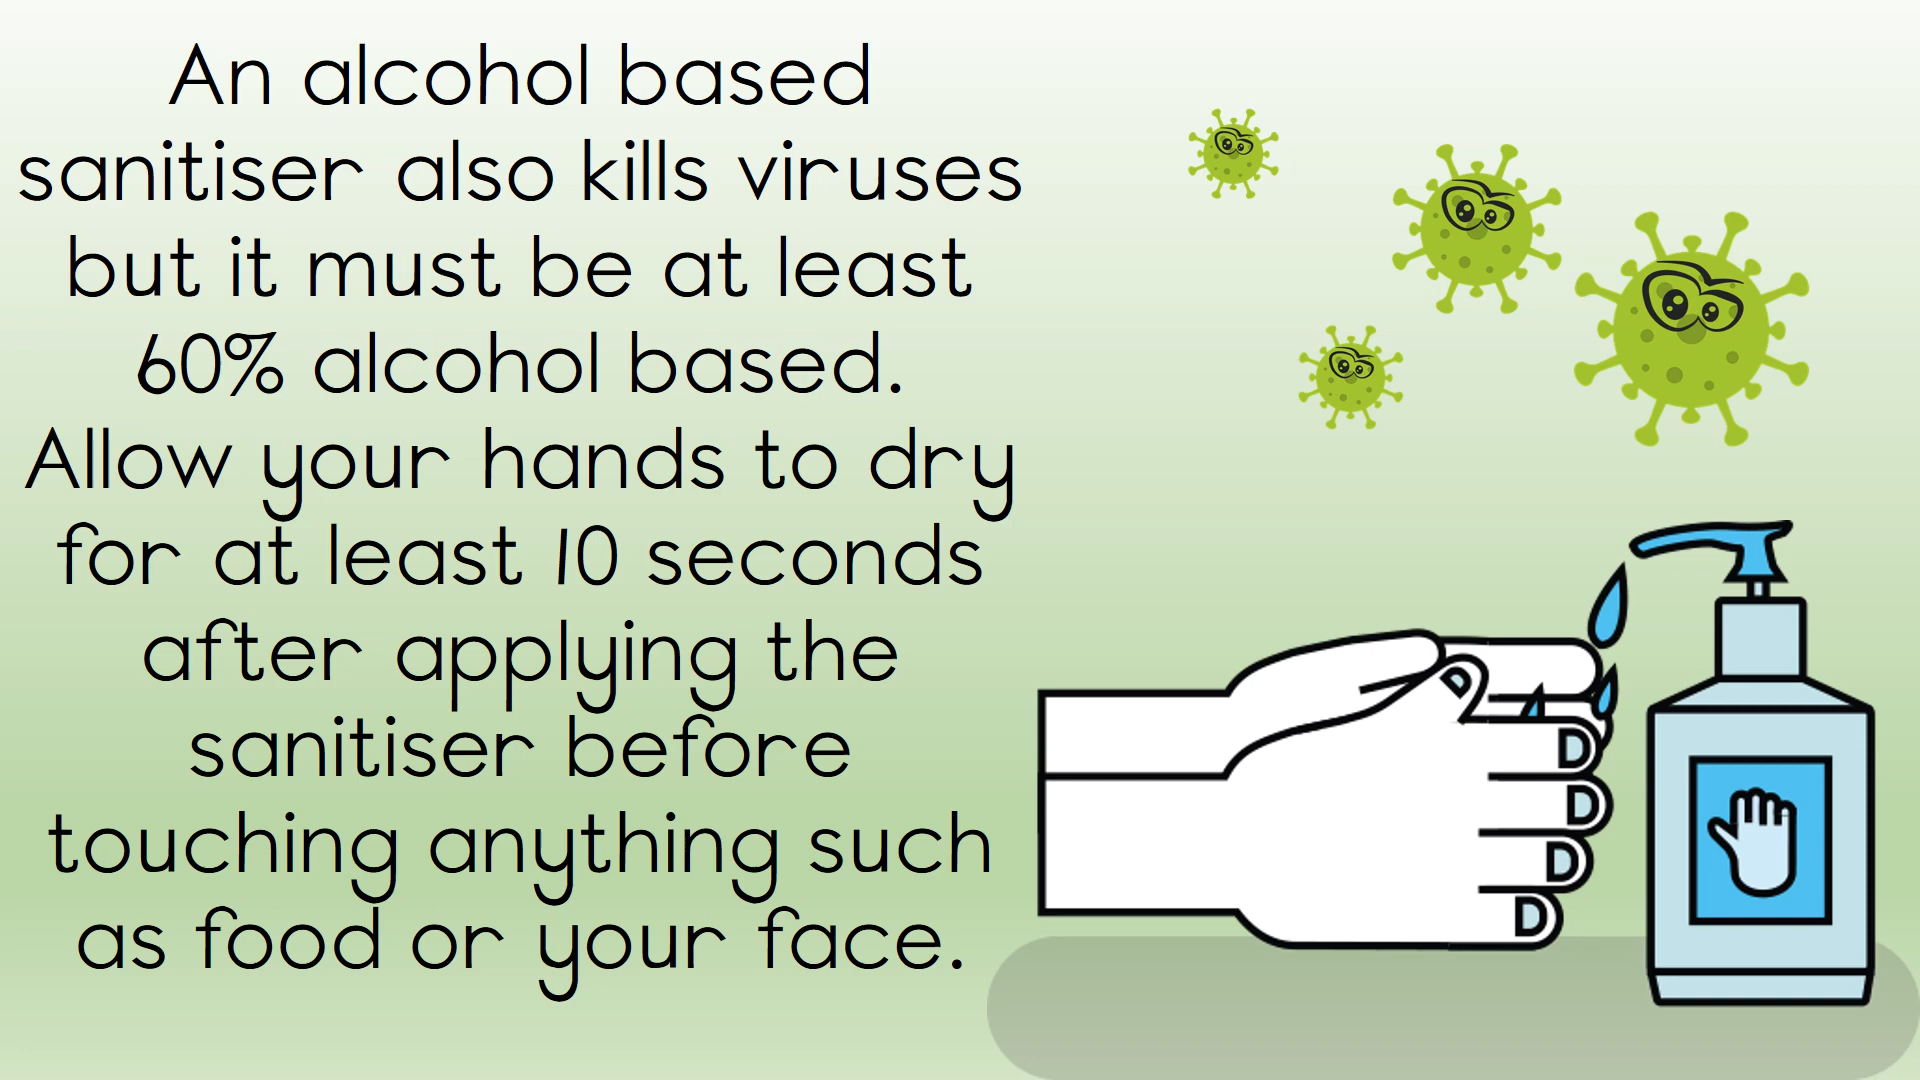 An alcohol based
sanitiser also kills viruses
but it must be at least
60% alcohol based.
Allow your hands to dry
for at least 10 seconds
after applying the
sanitiser before
touching anything such
as food or your face.